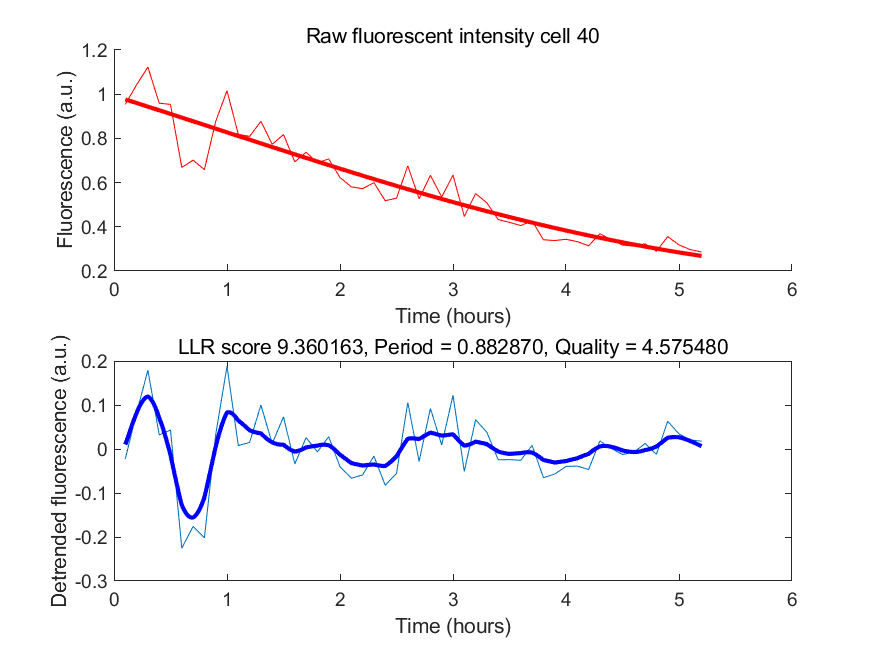 Raw fluorescent intensity cell 40
Fluorescence (a.u.)
1.2
1
0.8
0.6
0.4
0.2
0 1 2 3 4 5 6
Time (hours)
LLR score 9.360163, Period = 0.882870, Quality = 4.575480
Detrended fluorescence (a.u.)
0.2
0.1
0
-0.1
-0.2
-0.3
0 1 2 3 4 5 6
Time (hours)